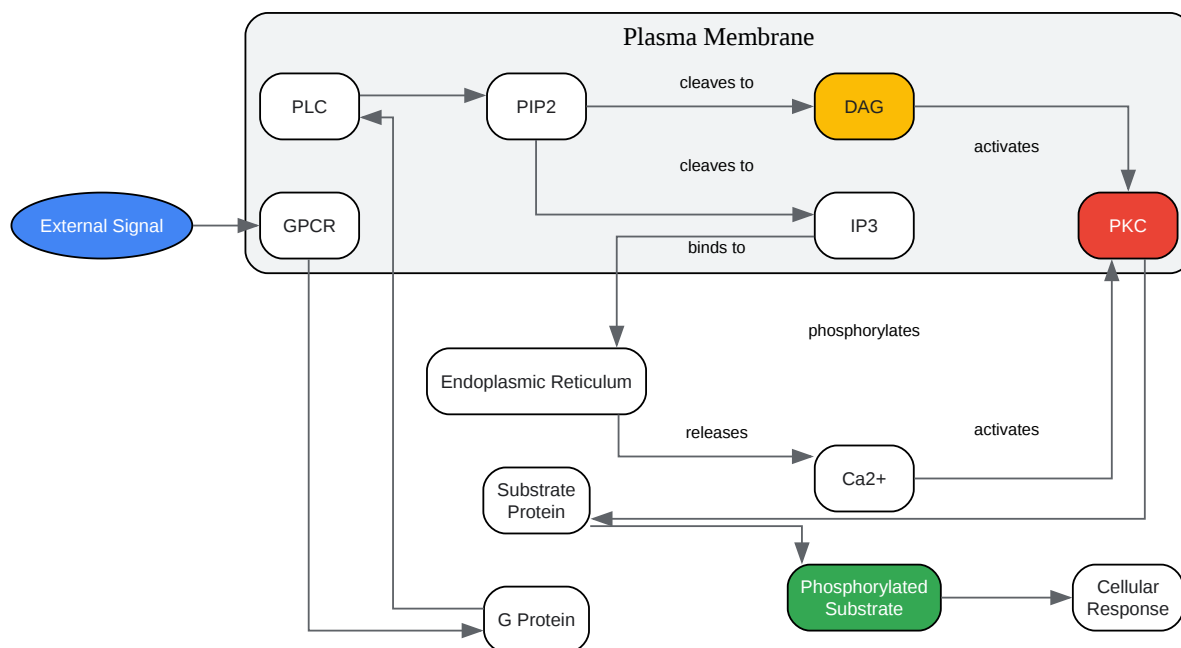 Plasma Membrane
cleaves to
PLC
PIP2
DAG
activates
cleaves to
External Signal
GPCR
IP3
PKC
binds to
phosphorylates
Endoplasmic Reticulum
releases
activates
Ca2+
Substrate
Protein
Phosphorylated
Substrate
Cellular
Response
G Protein